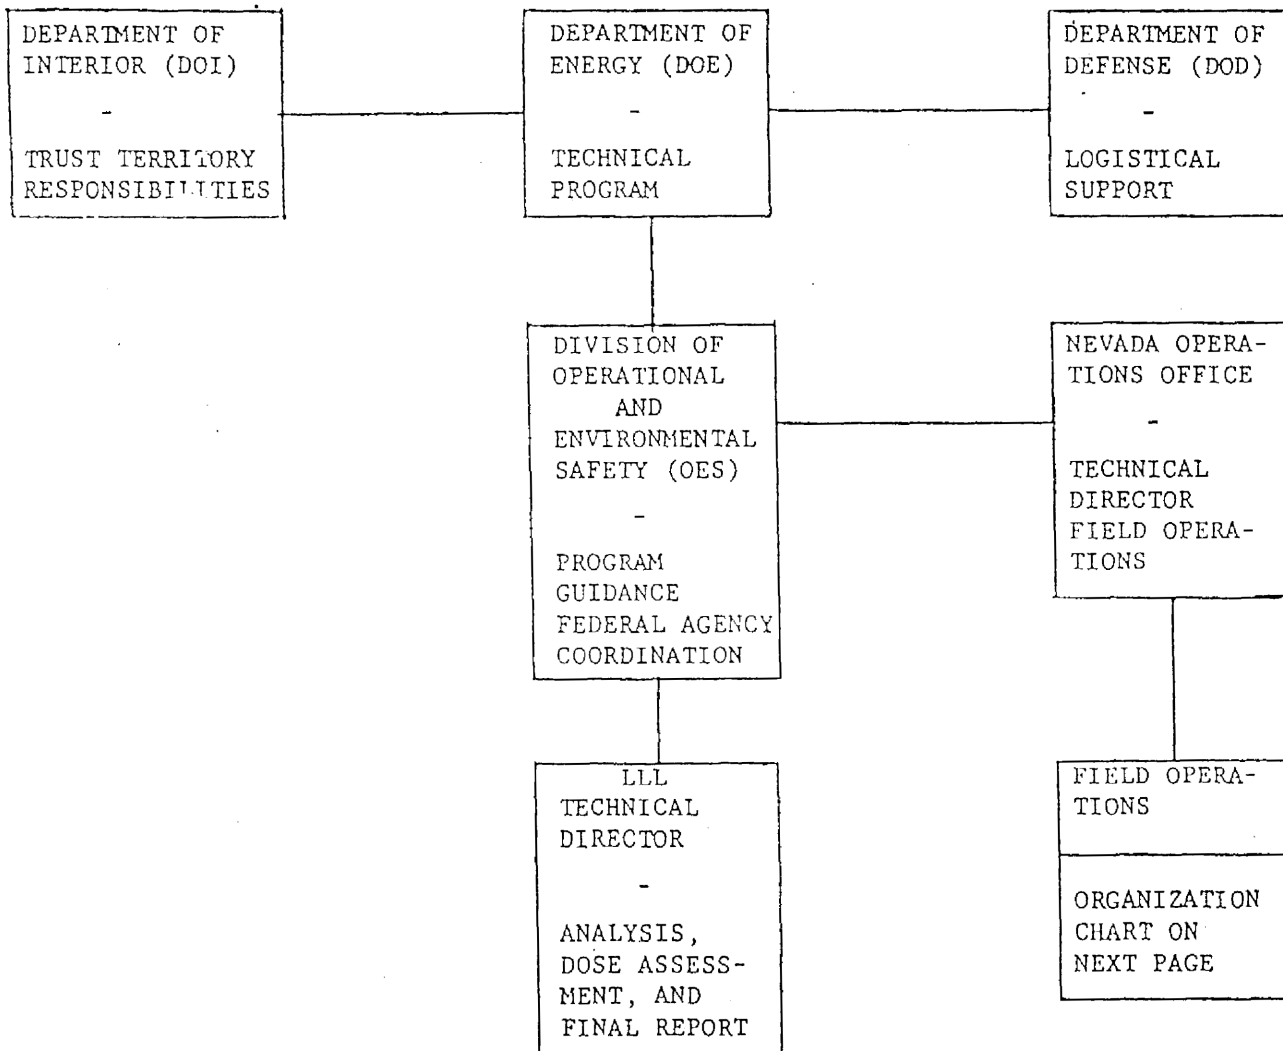 DEPARTMENT OF
INTERIOR (DOI)
-
TRUST TERRITORY
RESPONSIBILITIES
DEPARTMENT OF
ENERGY (DOE)
-
TECHNICAL
PROGRAM
DEPARTMENT OF
DEFENSE (DOD)
-
LOGISTICAL
SUPPORT
DIVISION OF
OPERATIONAL
AND
ENVIRONMENTAL
SAFETY (OES)
-
PROGRAM
GUIDANCE
FEDERAL AGENCY
COORDINATION
NEVADA OPERA-
TIONS OFFICE
-
TECHNICAL
DIRECTOR
FIELD OPERA-
TIONS
LLL
TECHNICAL
DIRECTOR
-
ANALYSIS,
DOSE ASSESS-
MENT, AND
FINAL REPORT
FIELD OPERA-
TIONS
ORGANIZATION
CHART ON
NEXT PAGE